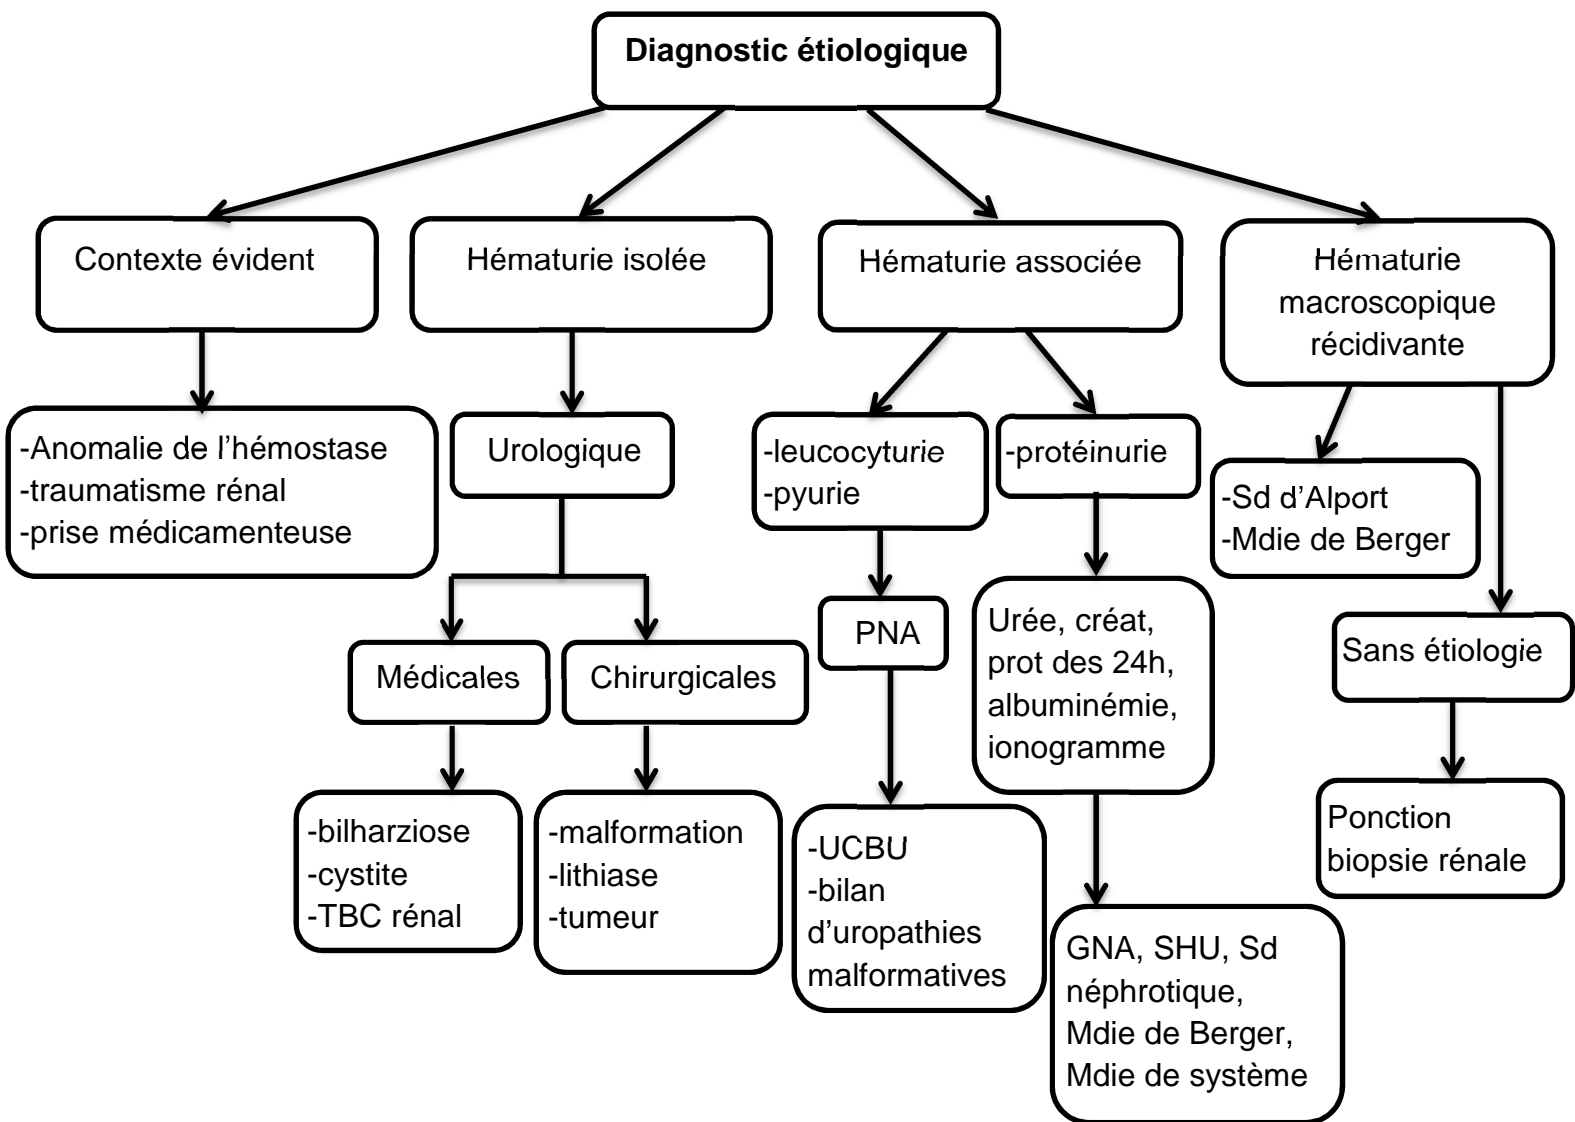 Diagnostic étiologique
Contexte évident
Hématurie isolée
Hématurie associée
Hématurie
macroscopique
récidivante
-Anomalie de l’hémostase
-traumatisme rénal
-prise médicamenteuse
Urologique
-leucocyturie
-pyurie
-protéinurie
-Sd d’Alport
-Mdie de Berger
Médicales
Chirurgicales
PNA
Urée, créat,
prot des 24h,
albuminémie,
ionogramme
Sans étiologie
-bilharziose
-cystite
-TBC rénal
-malformation
-lithiase
-tumeur
-UCBU
-bilan
d’uropathies
malformatives
GNA, SHU, Sd
néphrotique,
Mdie de Berger,
Mdie de système
Ponction
biopsie rénale